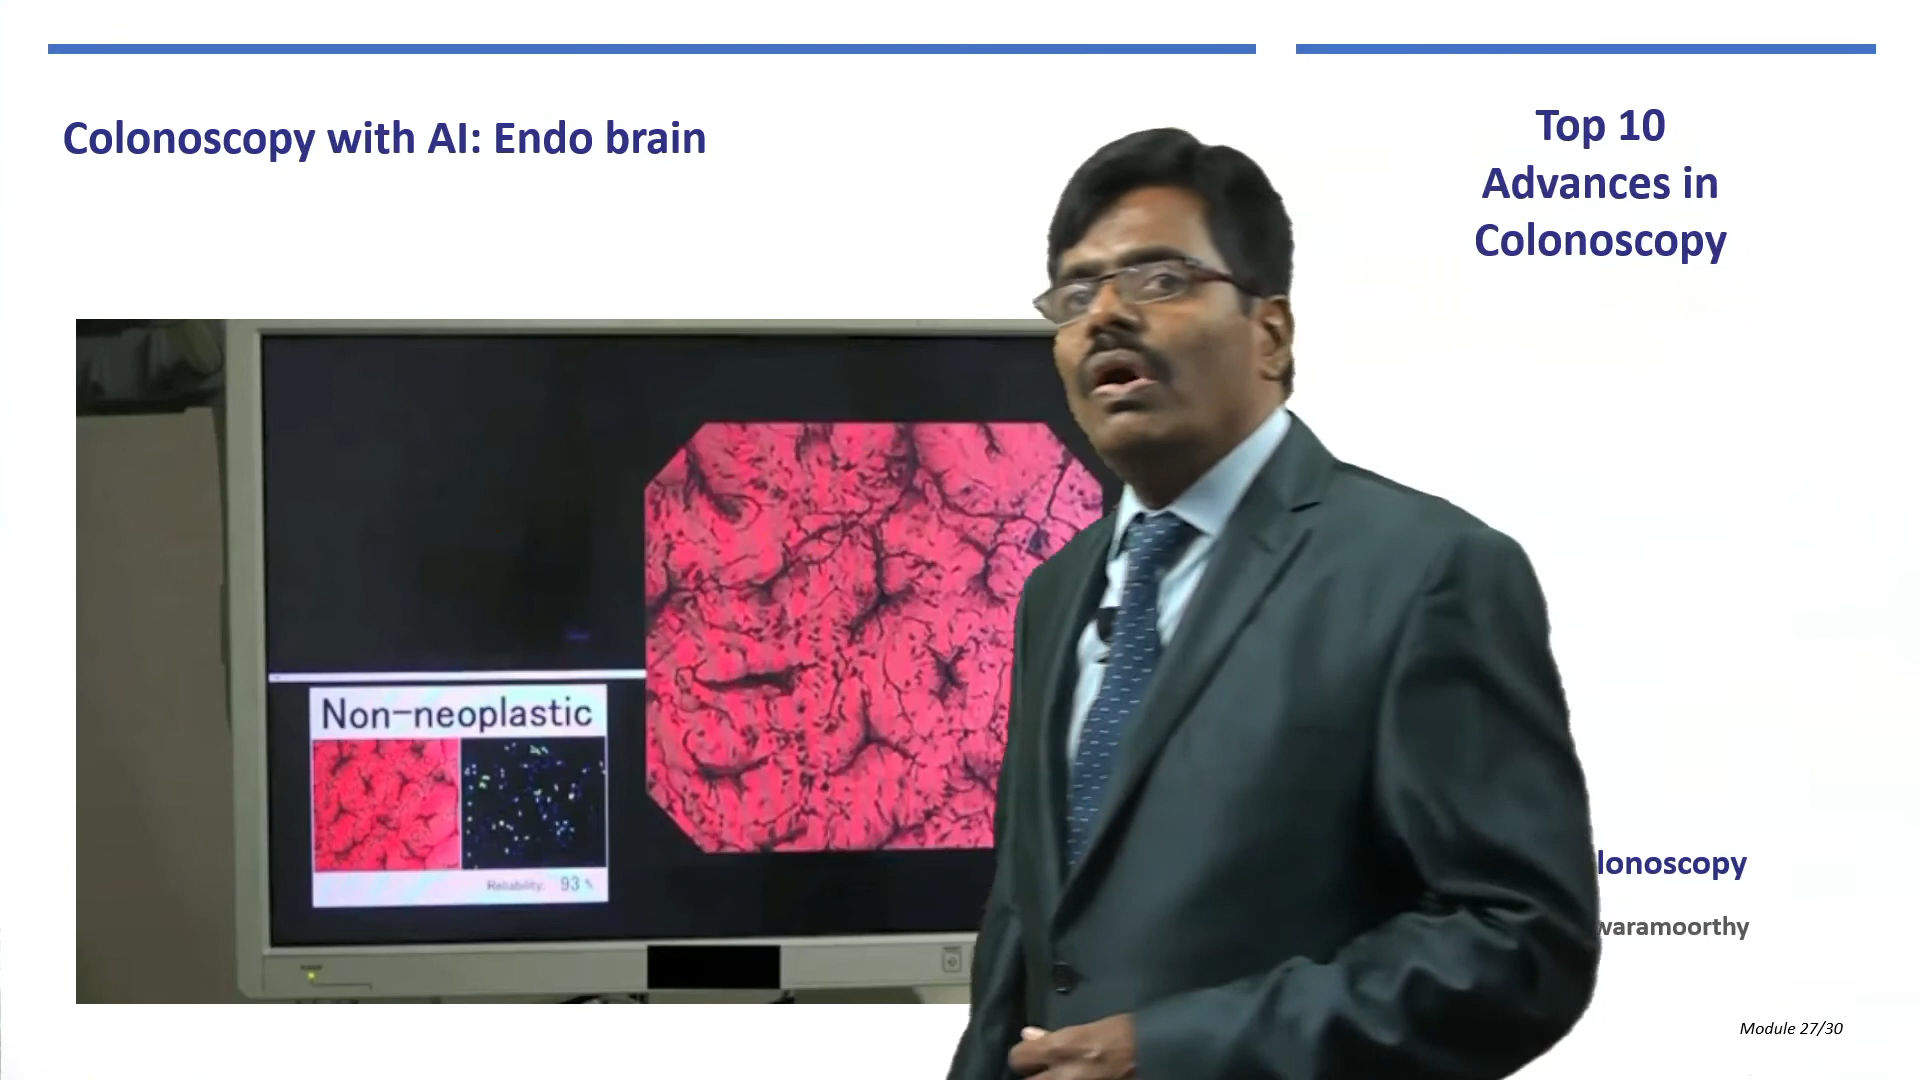 Colonoscopy with AI: Endo brain
Top 10
Advances in
Colonoscopy
Non-neoplastic
Reliability: 93 %
lonoscopy
waramoorthy
Module 27/30